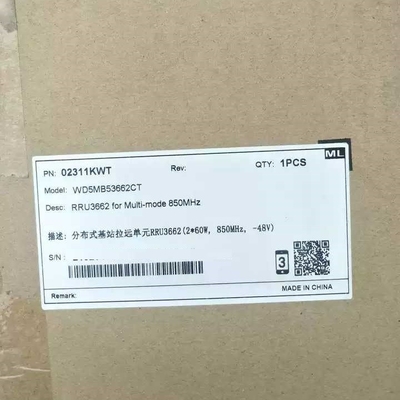 ML
PN: 02311KWT Rev: QTY: 1PCS
Model: WD5MB53662CT
Desc: RRU3662 for Multi-mode 850MHz
描述: 分布式基站拉远单元RRU3662(2*60W, 850MHz, -48V)
S/N :
3
Remark: MADE IN CHINA